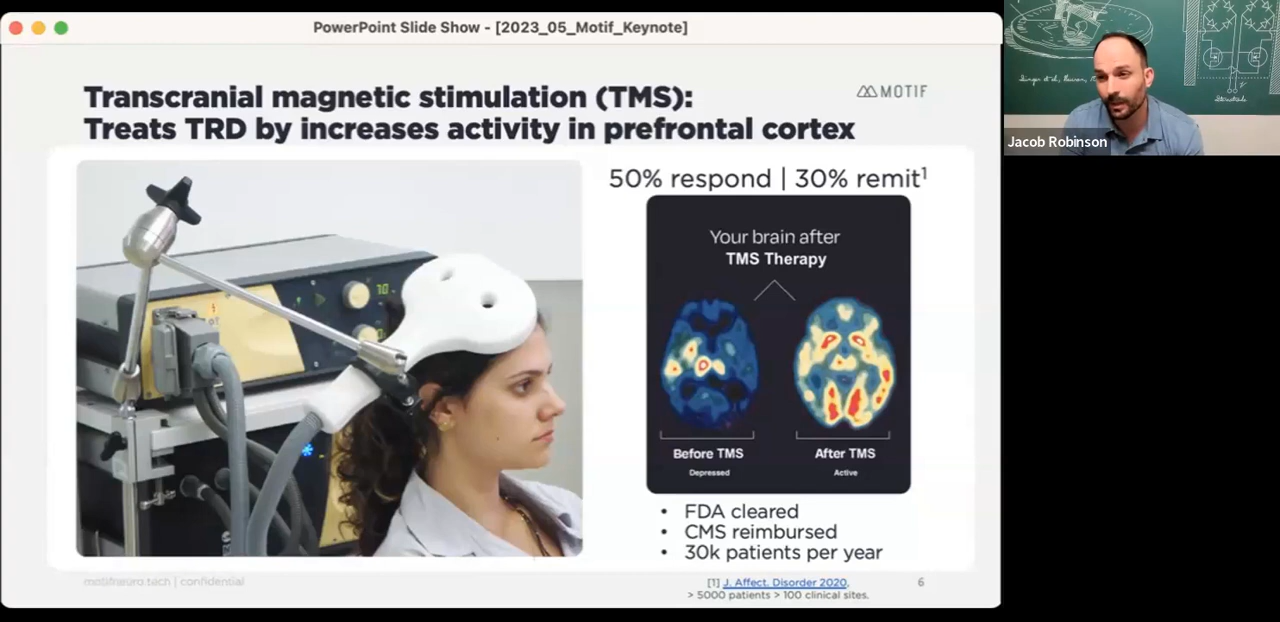 PowerPoint Slide Show - [2023_05_Motif_Keynote]
Transcranial magnetic stimulation (TMS):
Treats TRD by increases activity in prefrontal cortex
MOTIF
50% respond | 30% remit¹
Your brain after
TMS Therapy
Before TMS
After TMS
Depressed
Active
• FDA cleared
• CMS reimbursed
• 30k patients per year
motifneuro.tech | confidential
[1] J. Affect. Disorder 2020,
> 5000 patients > 100 clinical sites.
6
Jacob Robinson